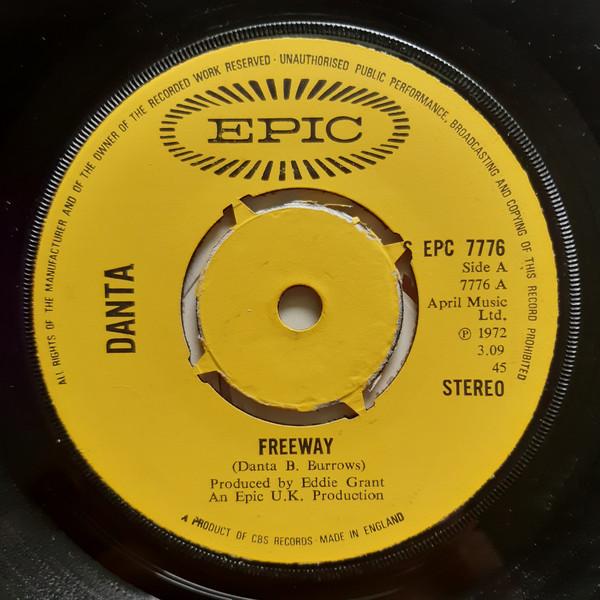 ALL RIGHTS OF THE MANUFACTURER AND OF THE OWNER OF THE RECORDED WORK RESERVED · UNAUTHORISED PUBLIC PERFORMANCE, BROADCASTING AND COPYING OF THIS RECORD PROHIBITED
EPIC
DANTA
S EPC 7776
Side A
7776 A
April Music
Ltd.
℗ 1972
3.09
45
STEREO
FREEWAY
(Danta B. Burrows)
Produced by Eddie Grant
An Epic U.K. Production
A PRODUCT OF CBS RECORDS · MADE IN ENGLAND